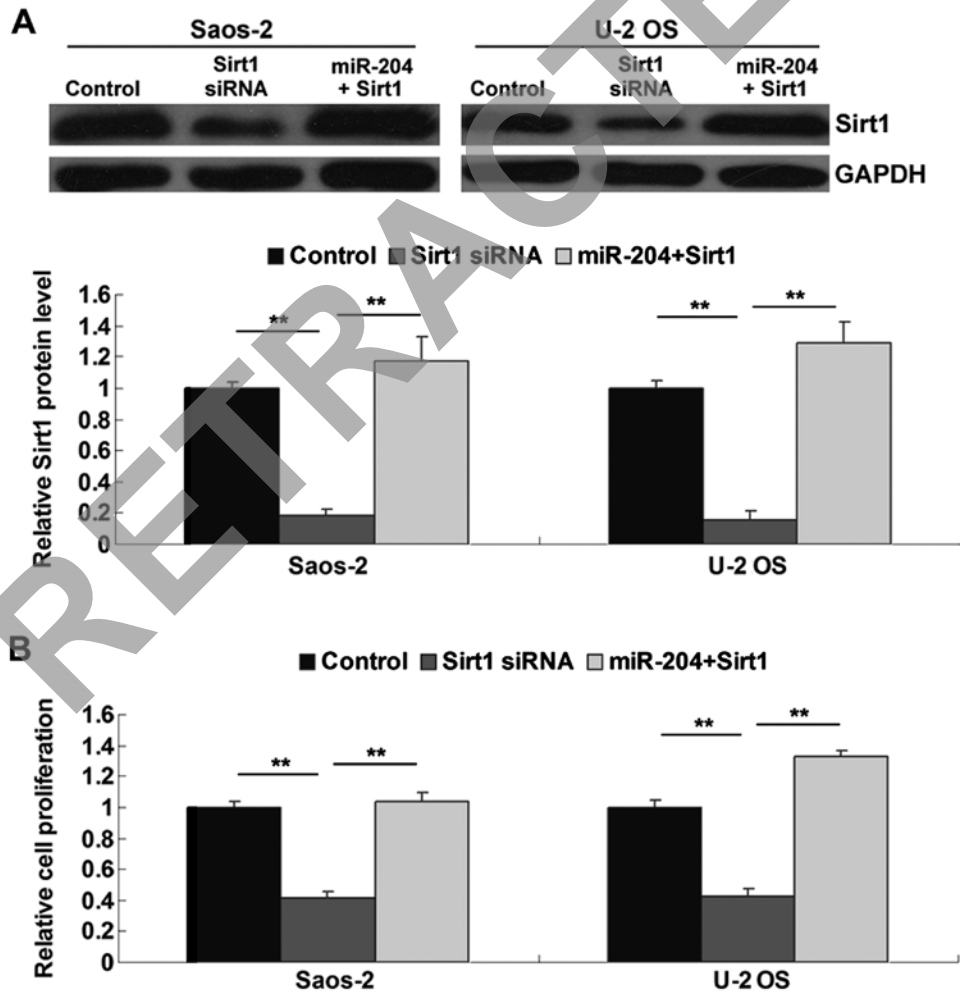 A
Saos-2
U-2 OS
Control
Sirt1
siRNA
miR-204
+ Sirt1
Control
Sirt1
siRNA
miR-204
+ Sirt1
Sirt1
GAPDH
Control Sirt1 siRNA miR-204+Sirt1
Relative Sirt1 protein level
1.6
1.4
1.2
1
0.8
0.6
0.4
0.2
0
**
**
**
**
Saos-2
U-2 OS
B
Control Sirt1 siRNA miR-204+Sirt1
Relative cell proliferation
1.6
1.4
1.2
1
0.8
0.6
0.4
0.2
0
**
**
**
**
Saos-2
U-2 OS